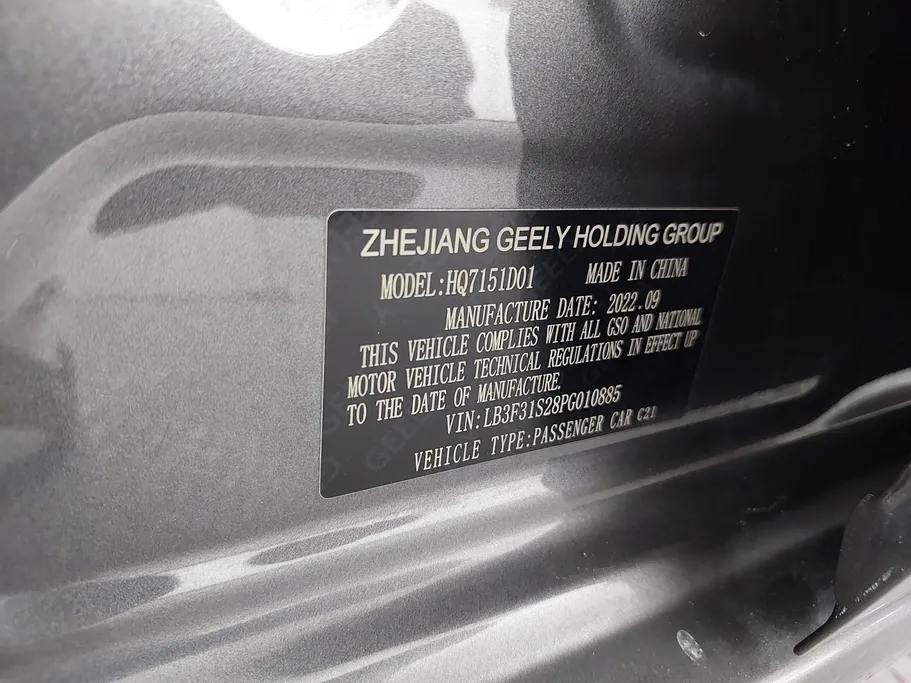 ZHEJIANG GEELY HOLDING GROUP
MODEL:HQ7151D01 MADE IN CHINA
MANUFACTURE DATE: 2022.09
THIS VEHICLE COMPLIES WITH ALL GSO AND NATIONAL
MOTOR VEHICLE TECHNICAL REGULATIONS IN EFFECT UP
TO THE DATE OF MANUFACTURE.
VIN:LB3F31S28PG010885
VEHICLE TYPE:PASSENGER CAR C21